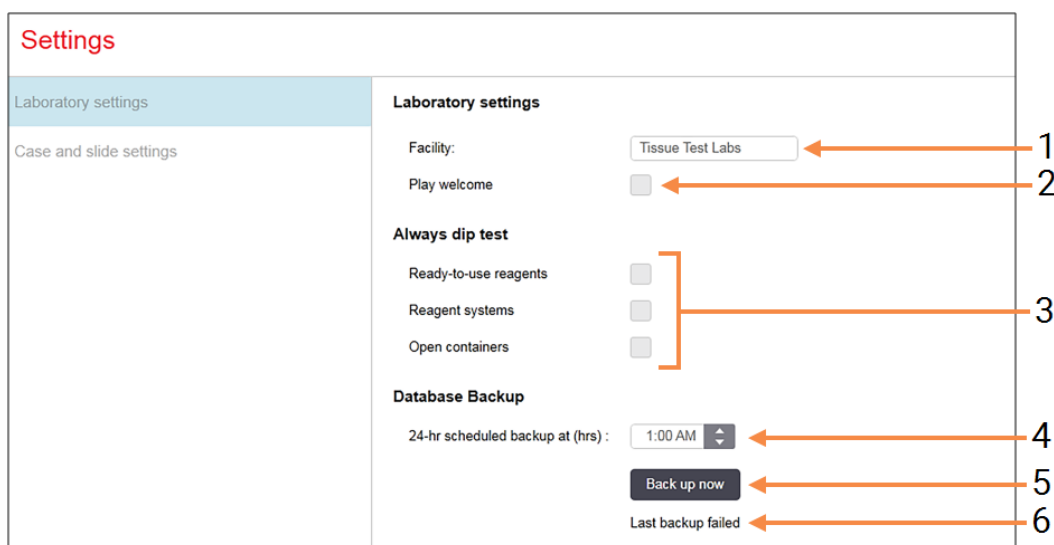 Settings
Laboratory settings
Case and slide settings
Laboratory settings
Facility: Tissue Test Labs 1
Play welcome 2
Always dip test
Ready-to-use reagents
Reagent systems 3
Open containers
Database Backup
24-hr scheduled backup at (hrs) : 1:00 AM 4
Back up now 5
Last backup failed 6